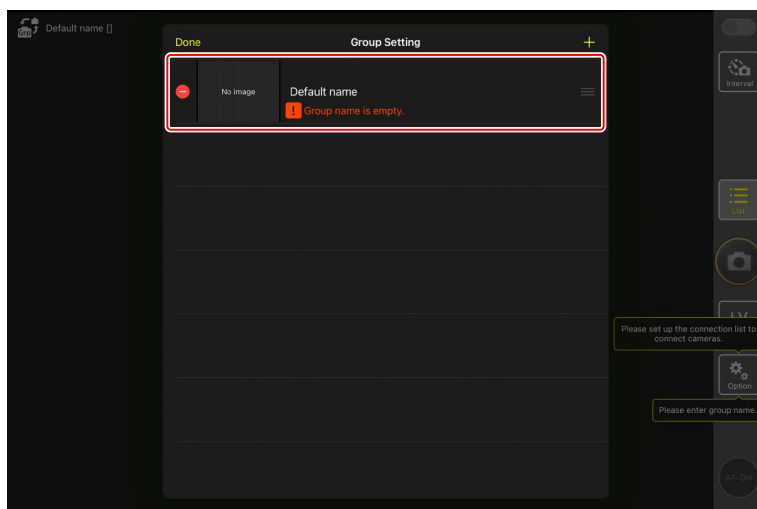 Grp
Default name []
Done
Group Setting
+
No image
Default name
! Group name is empty.
Interval
List
Please set up the connection list to
connect cameras.
Option
Please enter group name.
AF-ON